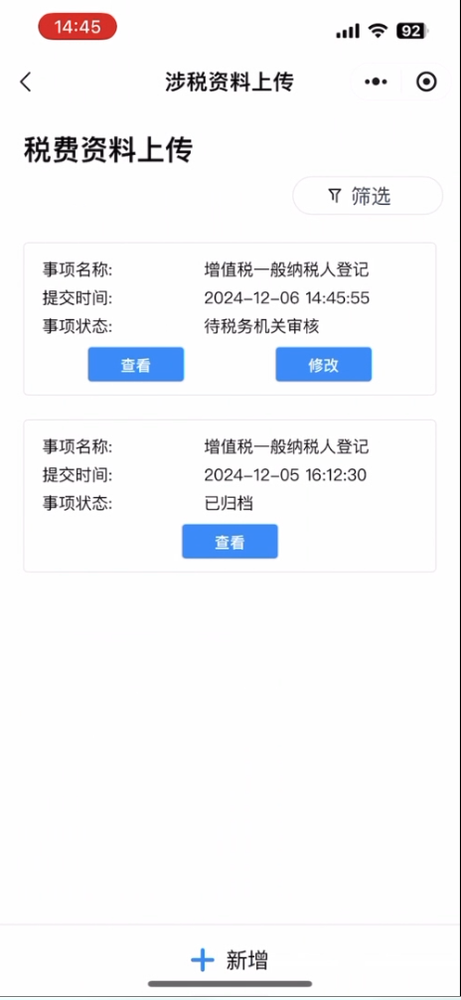 14:45
92
涉税资料上传
税费资料上传
筛选
事项名称: 增值税一般纳税人登记
提交时间: 2024-12-06 14:45:55
事项状态: 待税务机关审核
查看 修改
事项名称: 增值税一般纳税人登记
提交时间: 2024-12-05 16:12:30
事项状态: 已归档
查看
新增